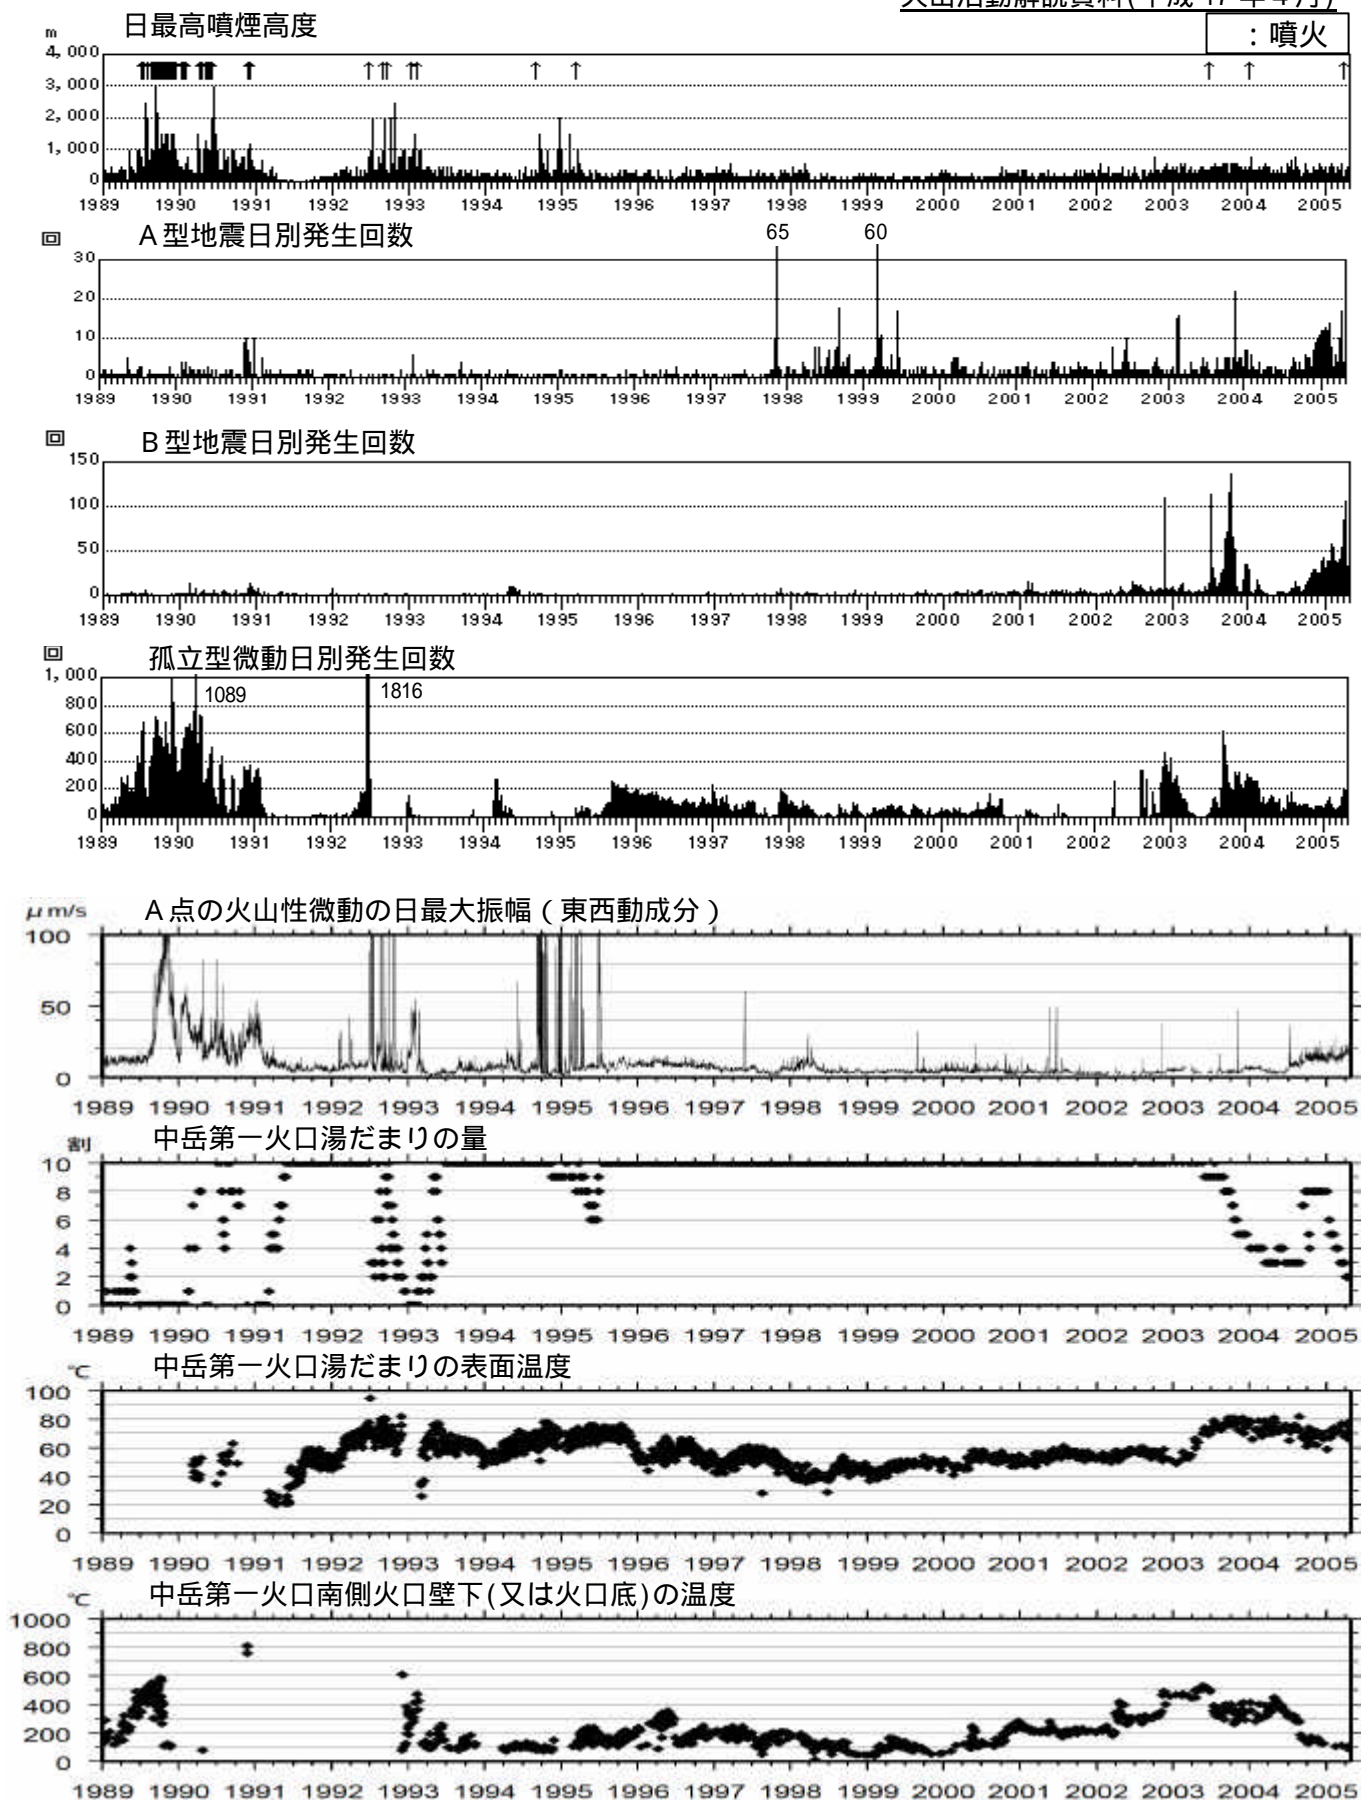 ：噴火
m 日最高噴煙高度
4,000
3,000
2,000
1,000
0
1989 1990 1991 1992 1993 1994 1995 1996 1997 1998 1999 2000 2001 2002 2003 2004 2005
回 A型地震日別発生回数 65 60
30
20
10
0
1989 1990 1991 1992 1993 1994 1995 1996 1997 1998 1999 2000 2001 2002 2003 2004 2005
回 B型地震日別発生回数
150
100
50
0
1989 1990 1991 1992 1993 1994 1995 1996 1997 1998 1999 2000 2001 2002 2003 2004 2005
回 孤立型微動日別発生回数
1,000
1089 1816
800
600
400
200
0
1989 1990 1991 1992 1993 1994 1995 1996 1997 1998 1999 2000 2001 2002 2003 2004 2005
μm/s A点の火山性微動の日最大振幅（東西動成分）
100
50
0
1989 1990 1991 1992 1993 1994 1995 1996 1997 1998 1999 2000 2001 2002 2003 2004 2005
割 中岳第一火口湯だまりの量
10
8
6
4
2
0
1989 1990 1991 1992 1993 1994 1995 1996 1997 1998 1999 2000 2001 2002 2003 2004 2005
℃ 中岳第一火口湯だまりの表面温度
100
80
60
40
20
0
1989 1990 1991 1992 1993 1994 1995 1996 1997 1998 1999 2000 2001 2002 2003 2004 2005
℃ 中岳第一火口南側火口壁下(又は火口底)の温度
1000
800
600
400
200
0
1989 1990 1991 1992 1993 1994 1995 1996 1997 1998 1999 2000 2001 2002 2003 2004 2005